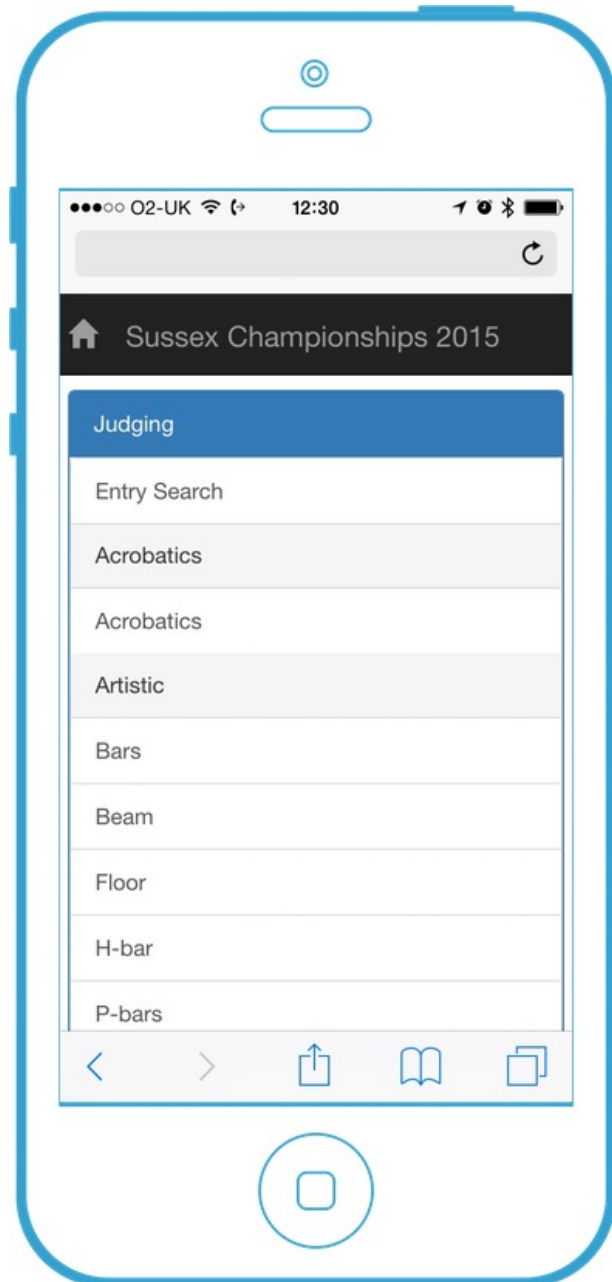 O2-UK 12:30
Sussex Championships 2015
Judging
Entry Search
Acrobatics
Acrobatics
Artistic
Bars
Beam
Floor
H-bar
P-bars